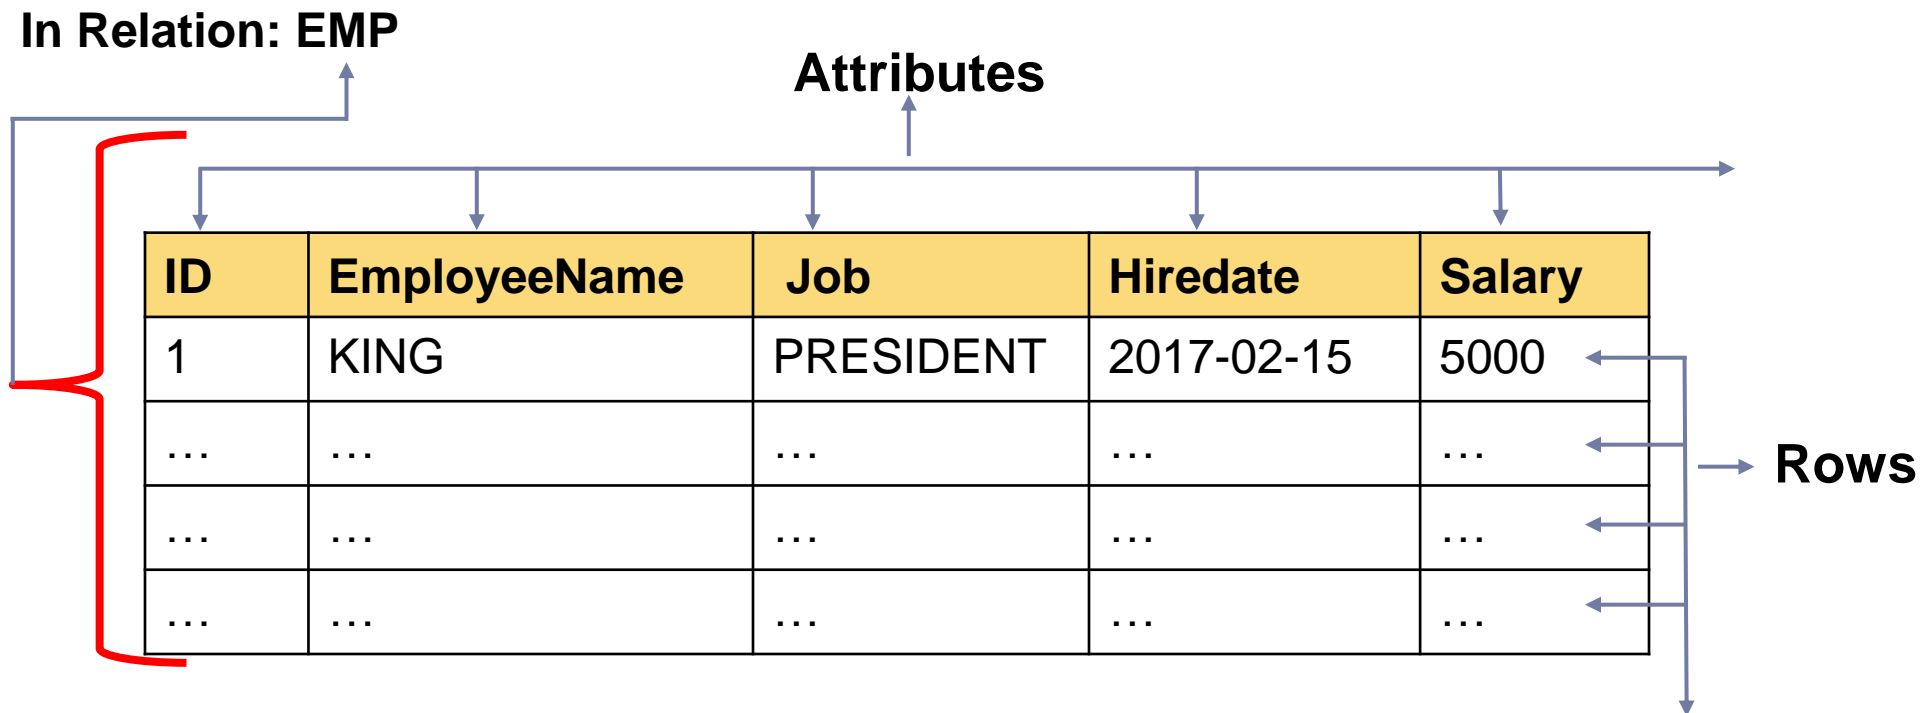 In Relation: EMP
Attributes
ID EmployeeName Job Hiredate Salary
1 KING PRESIDENT 2017-02-15 5000
… … … … …
Rows
… … … … …
… … … … …